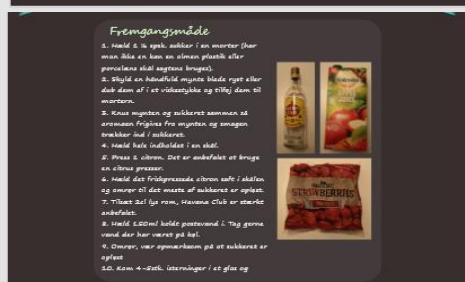 Fremgangsmåde
1. Hæld 2 ½ spsk. sukker i en morter (har
man ikke en kan en almen plastik eller
porcelæns skål sagtens bruges).
2. Skyld en håndfuld mynte blade ryst eller
dub dem af i et viskestykke og tilføj dem til
morteren.
3. Knus mynten og sukkeret sammen så
aromaen frigives fra mynten og smagen
trækker ind i sukkeret.
4. Hæld hele indholdet i en skål.
5. Press 1 citron. Det er anbefalet at bruge
en citrus presser.
6. Hæld det friskpressede citron saft i skålen
og omrør til det meste af sukkeret er opløst.
7. Tilsæt 2cl lys rom, Havana Club er stærkt
anbefalet.
8. Hæld 150ml koldt postevand i. Tag gerne
vand der har været på køl.
9. Omrør, vær opmærksom på at sukkeret er
opløst
10. Kom 4-5stk. isterninger i et glas og
STRAWBERRIES